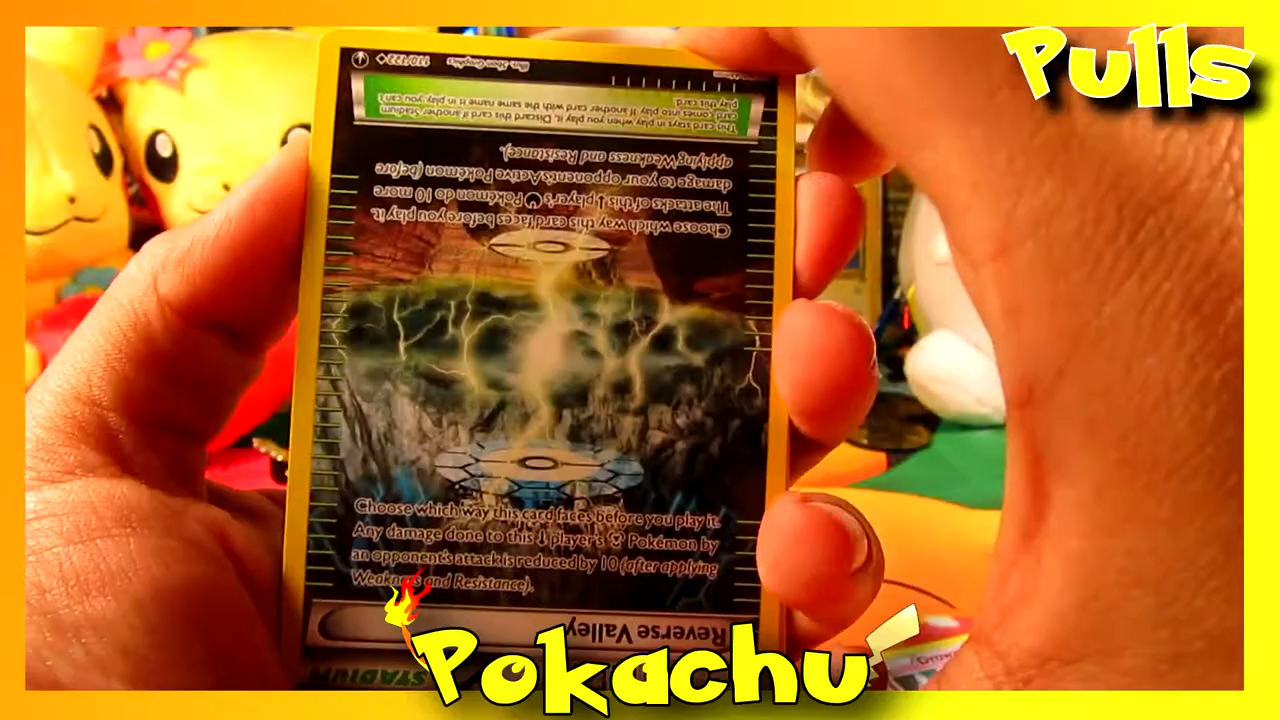 Pulls
110/122
Illus. 5ban Graphics
This card stays in play when you play it. Discard this card if another Stadium
card comes into play. If another card with the same name is in play, you can't
play this card.
Choose which way this card faces before you play it.
The attacks of this player's Pokémon do 10 more
damage to your opponent's Active Pokémon (before
applying Weakness and Resistance).
Choose which way this card faces before you play it.
Any damage done to this player's Pokémon by
an opponent's attack is reduced by 10 (after applying
Weakness and Resistance).
Reverse Valley
STADIUM
Pokachu